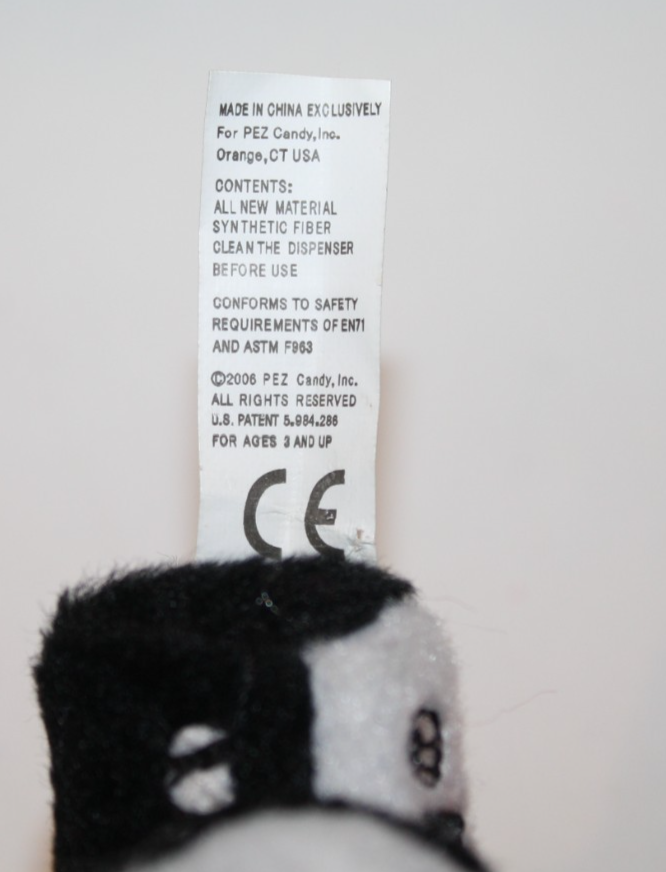 MADE IN CHINA EXCLUSIVELY
For PEZ Candy,Inc.
Orange,CT USA
CONTENTS:
ALL NEW MATERIAL
SYNTHETIC FIBER
CLEAN THE DISPENSER
BEFORE USE
CONFORMS TO SAFETY
REQUIREMENTS OF EN71
AND ASTM F963
©2006 PEZ Candy, Inc.
ALL RIGHTS RESERVED
U.S. PATENT 5.984.286
FOR AGES 3 AND UP
CE